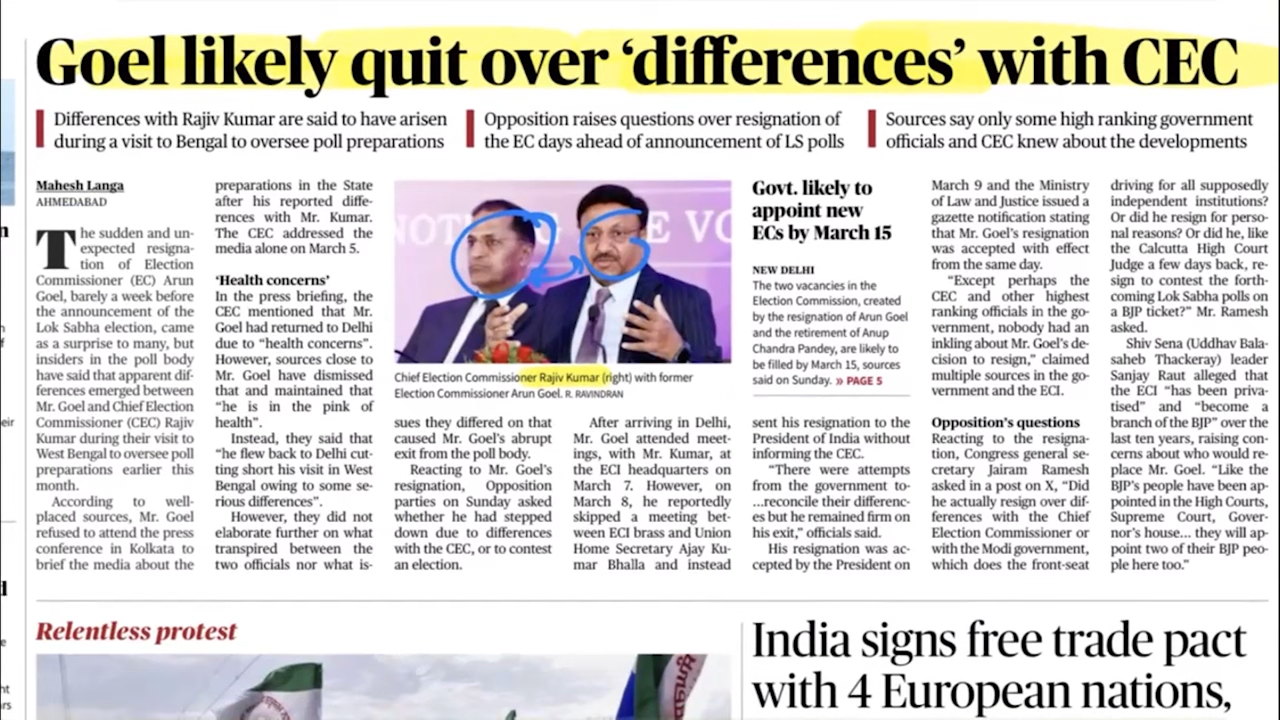 Goel likely quit over ‘differences’ with CEC
Differences with Rajiv Kumar are said to have arisen
during a visit to Bengal to oversee poll preparations
Opposition raises questions over resignation of
the EC days ahead of announcement of LS polls
Sources say only some high ranking government
officials and CEC knew about the developments
Mahesh Langa
AHMEDABAD
The sudden and un-
expected resigna-
tion of Election
Commissioner (EC) Arun
Goel, barely a week before
the announcement of the
Lok Sabha election, came
as a surprise to many, but
insiders in the poll body
have said that apparent dif-
ferences emerged between
Mr. Goel and Chief Election
Commissioner (CEC) Rajiv
Kumar during their visit to
West Bengal to oversee poll
preparations earlier this
month.
According to well-
placed sources, Mr. Goel
refused to attend the press
conference in Kolkata to
brief the media about the
preparations in the State
after his reported diffe-
rences with Mr. Kumar.
The CEC addressed the
media alone on March 5.
‘Health concerns’
In the press briefing, the
CEC mentioned that Mr.
Goel had returned to Delhi
due to “health concerns”.
However, sources close to
Mr. Goel have dismissed
that and maintained that
“he is in the pink of
health”.
Instead, they said that
“he flew back to Delhi cut-
ting short his visit in West
Bengal owing to some se-
rious differences”.
However, they did not
elaborate further on what
transpired between the
two officials nor what is-
Chief Election Commissioner Rajiv Kumar (right) with former
Election Commissioner Arun Goel. R. RAVINDRAN
sues they differed on that
caused Mr. Goel’s abrupt
exit from the poll body.
Reacting to Mr. Goel’s
resignation, Opposition
parties on Sunday asked
whether he had stepped
down due to differences
with the CEC, or to contest
an election.
After arriving in Delhi,
Mr. Goel attended meet-
ings, with Mr. Kumar, at
the ECI headquarters on
March 7. However, on
March 8, he reportedly
skipped a meeting bet-
ween ECI brass and Union
Home Secretary Ajay Ku-
mar Bhalla and instead
Govt. likely to
appoint new
ECs by March 15
NEW DELHI
The two vacancies in the
Election Commission, created
by the resignation of Arun Goel
and the retirement of Anup
Chandra Pandey, are likely to
be filled by March 15, sources
said on Sunday. » PAGE 5
sent his resignation to the
President of India without
informing the CEC.
“There were attempts
from the government to-
...reconcile their differenc-
es but he remained firm on
his exit,” officials said.
His resignation was ac-
cepted by the President on
March 9 and the Ministry
of Law and Justice issued a
gazette notification stating
that Mr. Goel’s resignation
was accepted with effect
from the same day.
“Except perhaps the
CEC and other highest
ranking officials in the go-
vernment, nobody had an
inkling about Mr. Goel’s de-
cision to resign,” claimed
multiple sources in the go-
vernment and the ECI.
Opposition’s questions
Reacting to the resigna-
tion, Congress general se-
cretary Jairam Ramesh
asked in a post on X, “Did
he actually resign over dif-
ferences with the Chief
Election Commissioner or
with the Modi government,
which does the front-seat
driving for all supposedly
independent institutions?
Or did he resign for perso-
nal reasons? Or did he, like
the Calcutta High Court
Judge a few days back, re-
sign to contest the forth-
coming Lok Sabha polls on
a BJP ticket?” Mr. Ramesh
asked.
Shiv Sena (Uddhav Bala-
saheb Thackeray) leader
Sanjay Raut alleged that
the ECI “has been priva-
tised” and “become a
branch of the BJP” over the
last ten years, raising con-
cerns about who would re-
place Mr. Goel. “Like the
BJP’s people have been ap-
pointed in the High Courts,
Supreme Court, Gover-
nor’s house... they will ap-
point two of their BJP peo-
ple here too.”
Relentless protest
India signs free trade pact
with 4 European nations,